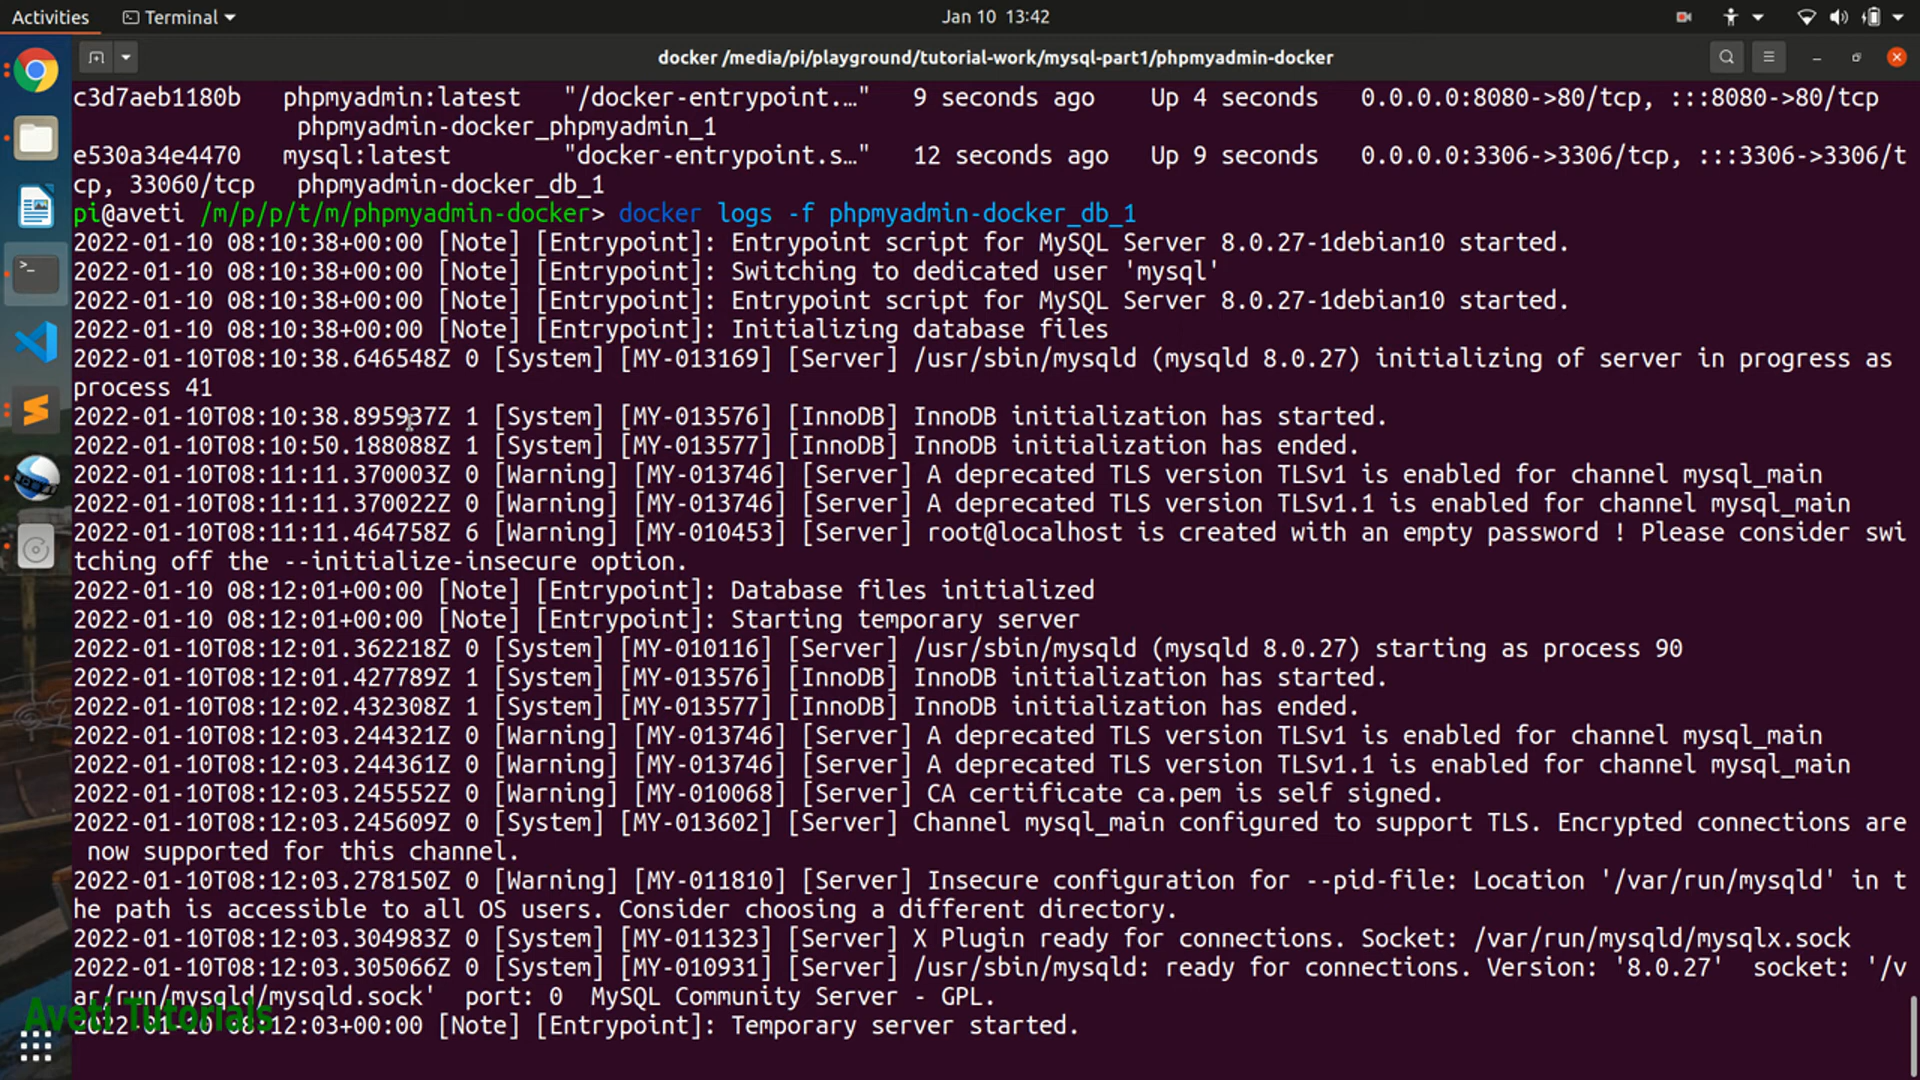 Activities Terminal Jan 10 13:42
docker /media/pi/playground/tutorial-work/mysql-part1/phpmyadmin-docker
c3d7aeb1180b phpmyadmin:latest "/docker-entrypoint.…" 9 seconds ago Up 4 seconds 0.0.0.0:8080->80/tcp, :::8080->80/tcp
phpmyadmin-docker_phpmyadmin_1
e530a34e4470 mysql:latest "docker-entrypoint.s…" 12 seconds ago Up 9 seconds 0.0.0.0:3306->3306/tcp, :::3306->3306/t
cp, 33060/tcp phpmyadmin-docker_db_1
pi@aveti /m/p/p/t/m/phpmyadmin-docker> docker logs -f phpmyadmin-docker_db_1
2022-01-10 08:10:38+00:00 [Note] [Entrypoint]: Entrypoint script for MySQL Server 8.0.27-1debian10 started.
2022-01-10 08:10:38+00:00 [Note] [Entrypoint]: Switching to dedicated user 'mysql'
2022-01-10 08:10:38+00:00 [Note] [Entrypoint]: Entrypoint script for MySQL Server 8.0.27-1debian10 started.
2022-01-10 08:10:38+00:00 [Note] [Entrypoint]: Initializing database files
2022-01-10T08:10:38.646548Z 0 [System] [MY-013169] [Server] /usr/sbin/mysqld (mysqld 8.0.27) initializing of server in progress as
process 41
2022-01-10T08:10:38.895937Z 1 [System] [MY-013576] [InnoDB] InnoDB initialization has started.
2022-01-10T08:10:50.188088Z 1 [System] [MY-013577] [InnoDB] InnoDB initialization has ended.
2022-01-10T08:11:11.370003Z 0 [Warning] [MY-013746] [Server] A deprecated TLS version TLSv1 is enabled for channel mysql_main
2022-01-10T08:11:11.370022Z 0 [Warning] [MY-013746] [Server] A deprecated TLS version TLSv1.1 is enabled for channel mysql_main
2022-01-10T08:11:11.464758Z 6 [Warning] [MY-010453] [Server] root@localhost is created with an empty password ! Please consider swi
tching off the --initialize-insecure option.
2022-01-10 08:12:01+00:00 [Note] [Entrypoint]: Database files initialized
2022-01-10 08:12:01+00:00 [Note] [Entrypoint]: Starting temporary server
2022-01-10T08:12:01.362218Z 0 [System] [MY-010116] [Server] /usr/sbin/mysqld (mysqld 8.0.27) starting as process 90
2022-01-10T08:12:01.427789Z 1 [System] [MY-013576] [InnoDB] InnoDB initialization has started.
2022-01-10T08:12:02.432308Z 1 [System] [MY-013577] [InnoDB] InnoDB initialization has ended.
2022-01-10T08:12:03.244321Z 0 [Warning] [MY-013746] [Server] A deprecated TLS version TLSv1 is enabled for channel mysql_main
2022-01-10T08:12:03.244361Z 0 [Warning] [MY-013746] [Server] A deprecated TLS version TLSv1.1 is enabled for channel mysql_main
2022-01-10T08:12:03.245552Z 0 [Warning] [MY-010068] [Server] CA certificate ca.pem is self signed.
2022-01-10T08:12:03.245609Z 0 [System] [MY-013602] [Server] Channel mysql_main configured to support TLS. Encrypted connections are
now supported for this channel.
2022-01-10T08:12:03.278150Z 0 [Warning] [MY-011810] [Server] Insecure configuration for --pid-file: Location '/var/run/mysqld' in t
he path is accessible to all OS users. Consider choosing a different directory.
2022-01-10T08:12:03.304983Z 0 [System] [MY-011323] [Server] X Plugin ready for connections. Socket: /var/run/mysqld/mysqlx.sock
2022-01-10T08:12:03.305066Z 0 [System] [MY-010931] [Server] /usr/sbin/mysqld: ready for connections. Version: '8.0.27' socket: '/v
ar/run/mysqld/mysqld.sock' port: 0 MySQL Community Server - GPL.
Aveti Tutorials
2022-01-10 08:12:03+00:00 [Note] [Entrypoint]: Temporary server started.